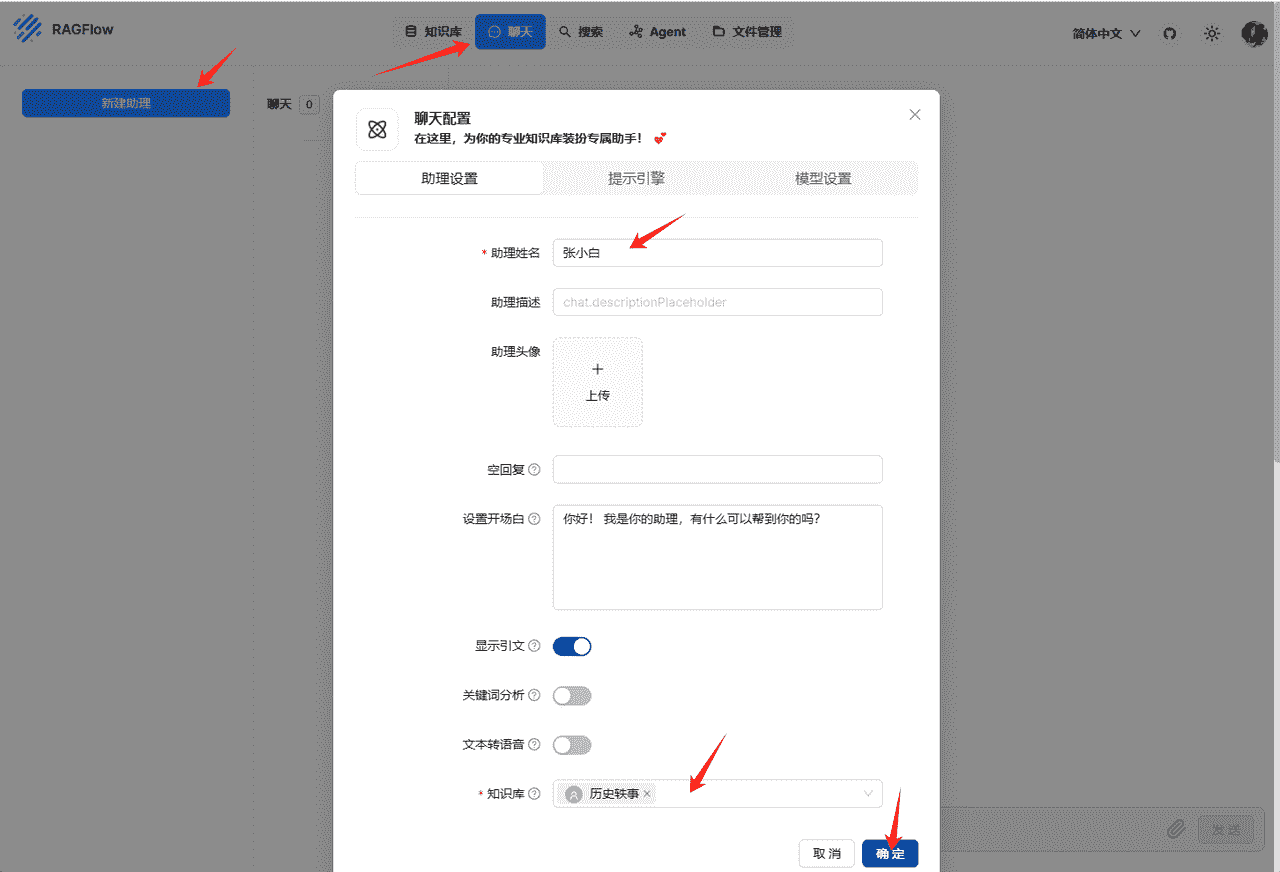 RAGFlow
知识库 聊天 搜索 Agent 文件管理 简体中文
新建助理 聊天 0
聊天配置
在这里，为你的专业知识库装扮专属助手！ 💕
助理设置 提示引擎 模型设置
* 助理姓名 张小白
助理描述 chat.descriptionPlaceholder
助理头像
+
上传
空回复
设置开场白 你好！ 我是你的助理，有什么可以帮到你的吗？
显示引文
关键词分析
文本转语音
* 知识库 历史轶事 ×
发送
取消 确定